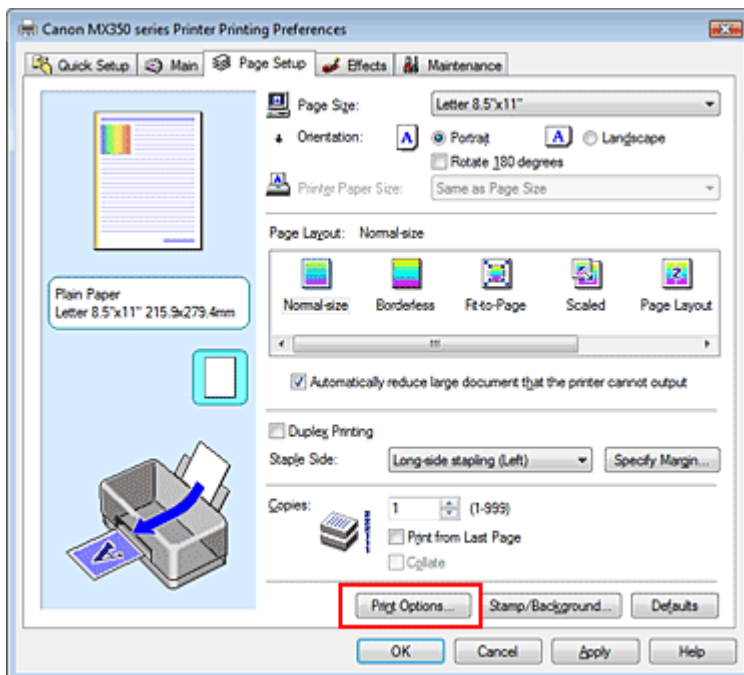 Canon MX350 series Printer Printing Preferences
Quick Setup Main Page Setup Effects Maintenance
Page Size: Letter 8.5"x11"
Orientation: A Portrait A Landscape
Rotate 180 degrees
Printer Paper Size: Same as Page Size
Page Layout: Normal-size
Normal-size Borderless Fit-to-Page Scaled Page Layout
Plain Paper
Letter 8.5"x11" 215.9x279.4mm
Automatically reduce large document that the printer cannot output
Duplex Printing
Staple Side: Long-side stapling (Left) Specify Margin...
Copies: 1 (1-999)
Print from Last Page
Collate
Print Options... Stamp/Background... Defaults
OK Cancel Apply Help